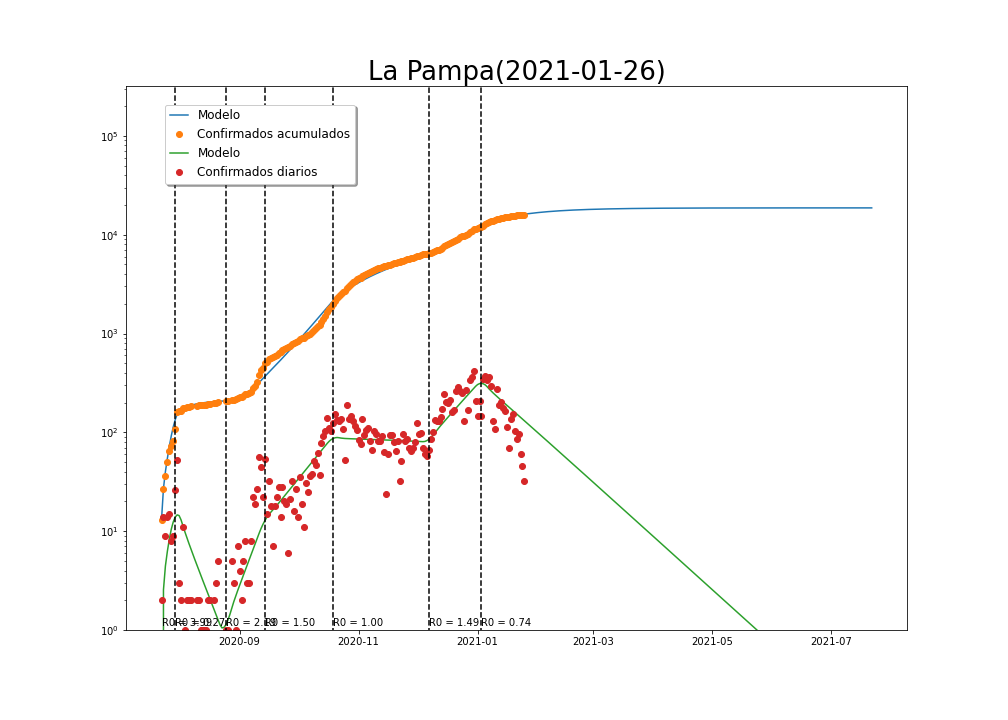 La Pampa(2021-01-26)
Modelo
Confirmados acumulados
Modelo
Confirmados diarios
10⁵
10⁴
10³
10²
10¹
10⁰
R0 = 1.50
R0 = 1.00
R0 = 1.49
R0 = 0.74
2020-09
2020-11
2021-01
2021-03
2021-05
2021-07